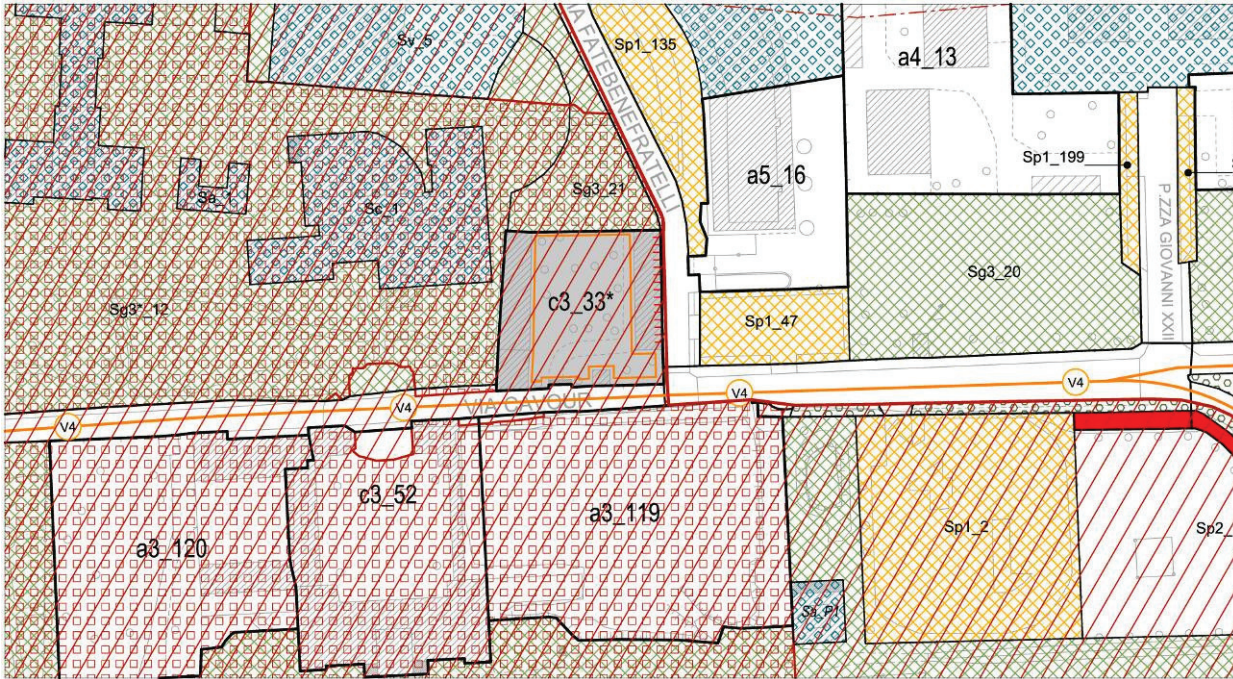 Sv_5
VIA FATEBENEFRATELLI
Sp1_135
a4_13
Sp1_199
a5_16
Sa_1
Sc_1
Sg3_21
P.ZZA GIOVANNI XXII
Sg3_20
Sg3*_12
c3_33*
Sp1_47
V4
V4
V4
V4
VIA CAVOUR
c3_52
a3_119
a3_120
Sp1_2
Sp2_
Sa_P1